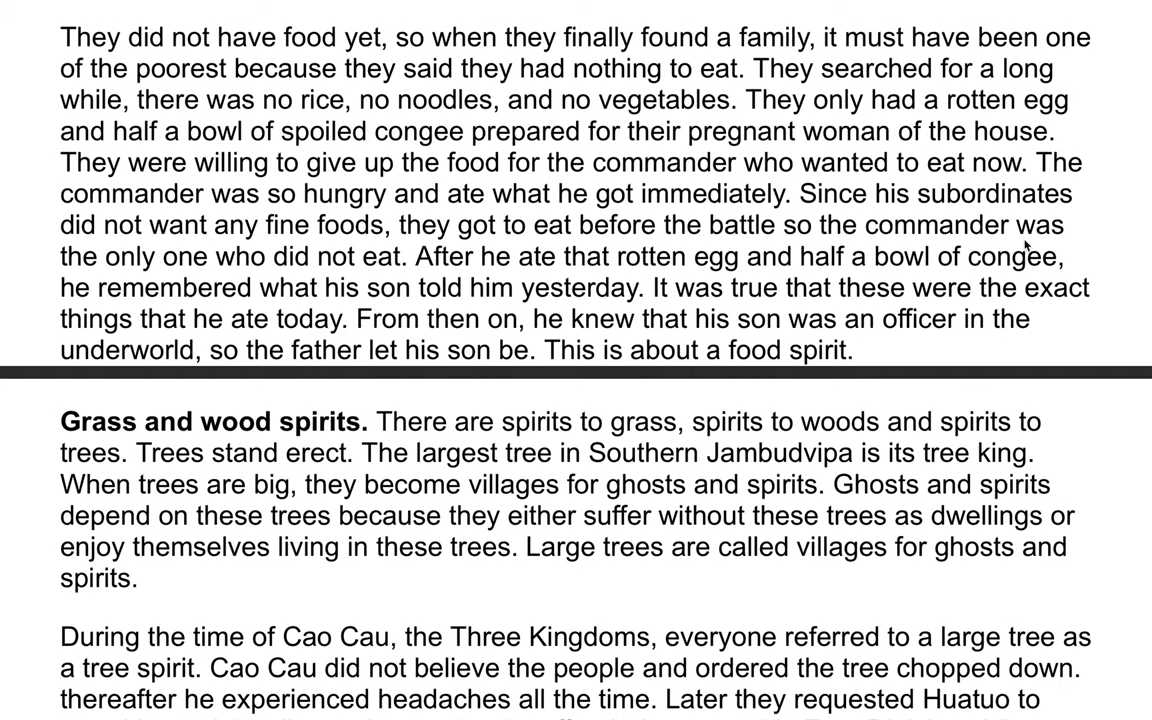 They did not have food yet, so when they finally found a family, it must have been one
of the poorest because they said they had nothing to eat. They searched for a long
while, there was no rice, no noodles, and no vegetables. They only had a rotten egg
and half a bowl of spoiled congee prepared for their pregnant woman of the house.
They were willing to give up the food for the commander who wanted to eat now. The
commander was so hungry and ate what he got immediately. Since his subordinates
did not want any fine foods, they got to eat before the battle so the commander was
the only one who did not eat. After he ate that rotten egg and half a bowl of congee,
he remembered what his son told him yesterday. It was true that these were the exact
things that he ate today. From then on, he knew that his son was an officer in the
underworld, so the father let his son be. This is about a food spirit.
Grass and wood spirits. There are spirits to grass, spirits to woods and spirits to
trees. Trees stand erect. The largest tree in Southern Jambudvipa is its tree king.
When trees are big, they become villages for ghosts and spirits. Ghosts and spirits
depend on these trees because they either suffer without these trees as dwellings or
enjoy themselves living in these trees. Large trees are called villages for ghosts and
spirits.
During the time of Cao Cau, the Three Kingdoms, everyone referred to a large tree as
a tree spirit. Cao Cau did not believe the people and ordered the tree chopped down.
thereafter he experienced headaches all the time. Later they requested Huatuo to